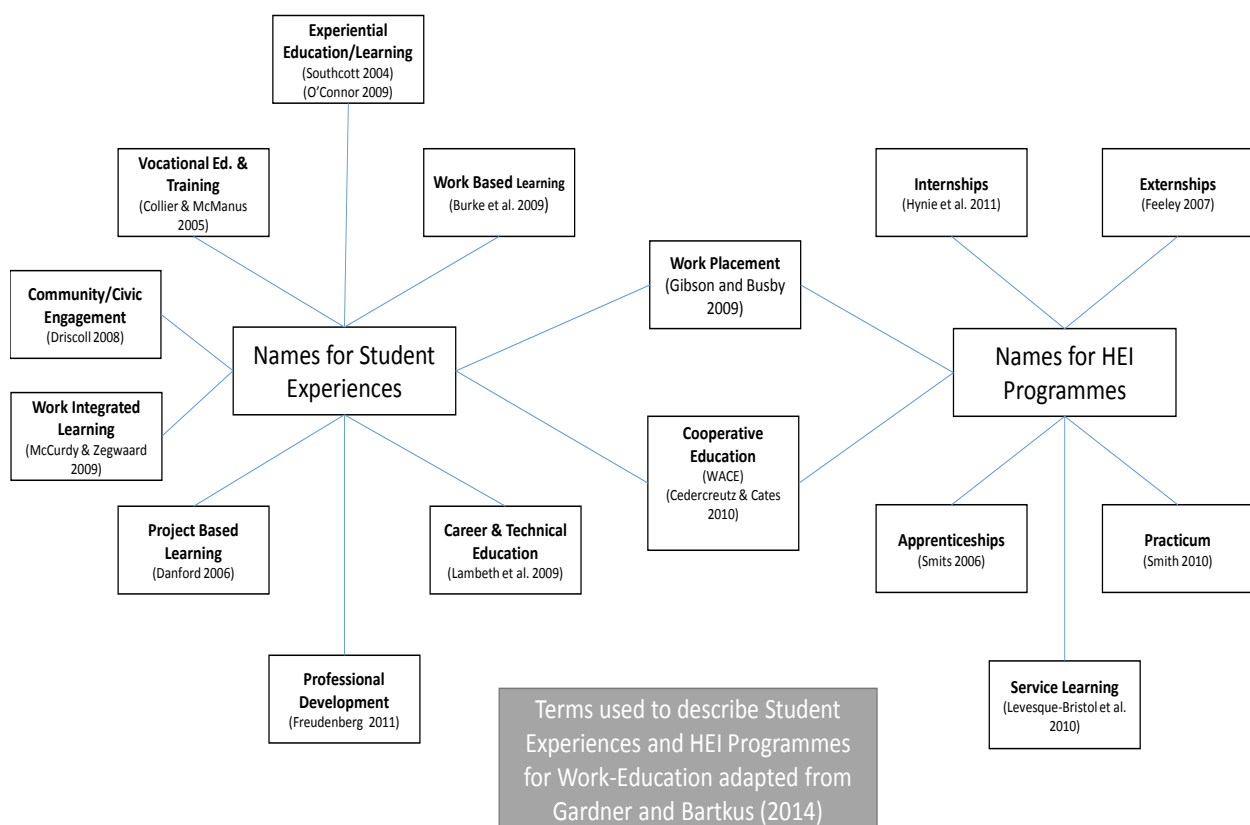 Experiential
Education/Learning
(Southcott 2004)
(O'Connor 2009)
Vocational Ed. &
Training
(Collier & McManus
2005)
Work Based Learning
(Burke et al. 2009)
Internships
(Hynie et al. 2011)
Externships
(Feeley 2007)
Community/Civic
Engagement
(Driscoll 2008)
Work Placement
(Gibson and Busby
2009)
Names for Student
Experiences
Names for HEI
Programmes
Work Integrated
Learning
(McCurdy & Zegwaard
2009)
Cooperative
Education
(WACE)
(Cedercreutz & Cates
2010)
Project Based
Learning
(Danford 2006)
Career & Technical
Education
(Lambeth et al. 2009)
Apprenticeships
(Smits 2006)
Practicum
(Smith 2010)
Professional
Development
(Freudenberg 2011)
Service Learning
(Levesque-Bristol et al.
2010)
Terms used to describe Student
Experiences and HEI Programmes
for Work-Education adapted from
Gardner and Bartkus (2014)